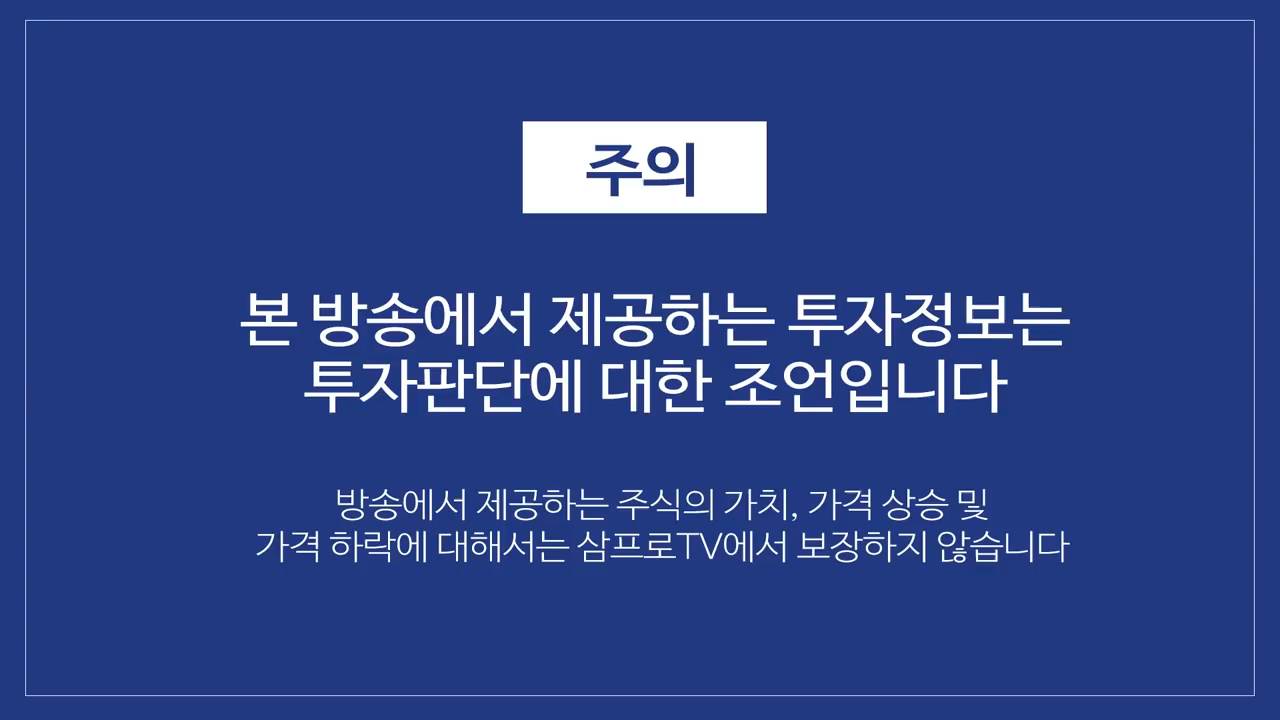 주의
본 방송에서 제공하는 투자정보는
투자판단에 대한 조언입니다
방송에서 제공하는 주식의 가치, 가격 상승 및
가격 하락에 대해서는 삼프로TV에서 보장하지 않습니다